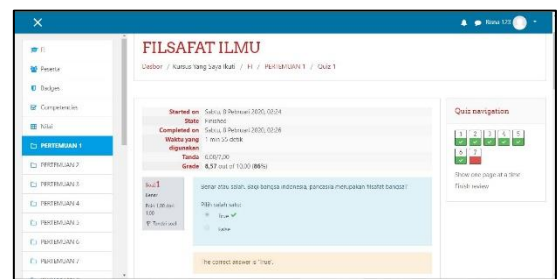 Rizna 123
FI
Peserta
Badges
Competencies
Nilai
PERTEMUAN 1
PERTEMUAN 2
PERTEMUAN 3
PERTEMUAN 4
PERTEMUAN 5
PERTEMUAN 6
PERTEMUAN 7
FILSAFAT ILMU
Dasbor / Kursus Yang Saya Ikuti / FI / PERTEMUAN 1 / Quiz 1
Started on Sabtu, 8 Februari 2020, 02:24
State Finished
Completed on Sabtu, 8 Februari 2020, 02:26
Waktu yang digunakan 1 min 55 detik
Tanda 6,00/7,00
Grade 8,57 out of 10,00 (86%)
Soal 1
Benar
Nilai 1,00 dari 1,00
Tandai soal
Benar atau salah. Bagi bangsa Indonesia, pancasila merupakan filsafat bangsa?
Pilih salah satu:
True
False
The correct answer is 'True'.
Quiz navigation
1 2 3 4 5
6 7
Show one page at a time
Finish review